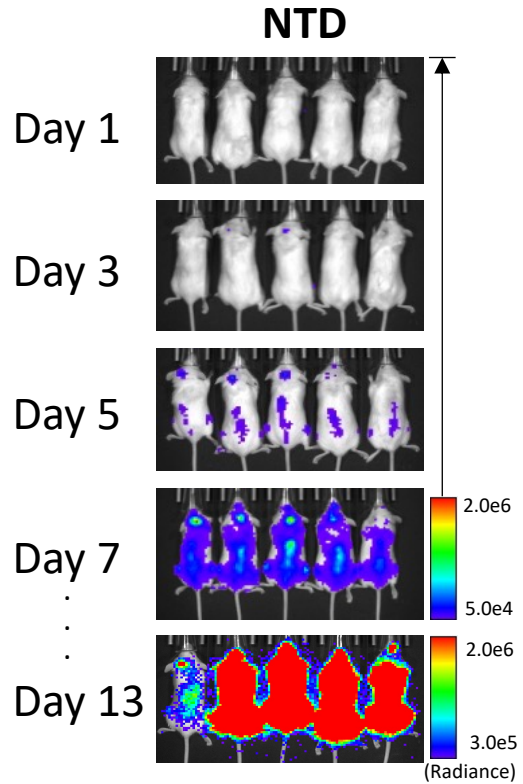 NTD
Day 1
Day 3
Day 5
Day 7
2.0e6
5.0e4
.
.
.
Day 13
2.0e6
3.0e5
(Radiance)